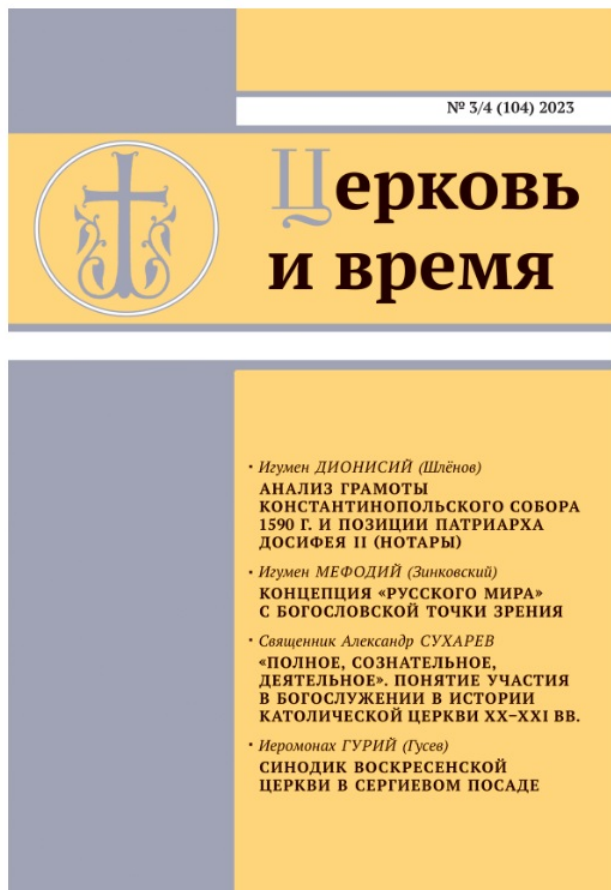 № 3/4 (104) 2023
Церковь
и время
• Игумен ДИОНИСИЙ (Шлёнов)
АНАЛИЗ ГРАМОТЫ
КОНСТАНТИНОПОЛЬСКОГО СОБОРА
1590 Г. И ПОЗИЦИИ ПАТРИАРХА
ДОСИФЕЯ II (НОТАРЫ)
• Игумен МЕФОДИЙ (Зинковский)
КОНЦЕПЦИЯ «РУССКОГО МИРА»
С БОГОСЛОВСКОЙ ТОЧКИ ЗРЕНИЯ
• Священник Александр СУХАРЕВ
«ПОЛНОЕ, СОЗНАТЕЛЬНОЕ,
ДЕЯТЕЛЬНОЕ». ПОНЯТИЕ УЧАСТИЯ
В БОГОСЛУЖЕНИИ В ИСТОРИИ
КАТОЛИЧЕСКОЙ ЦЕРКВИ XX–XXI ВВ.
• Иеромонах ГУРИЙ (Гусев)
СИНОДИК ВОСКРЕСЕНСКОЙ
ЦЕРКВИ В СЕРГИЕВОМ ПОСАДЕ